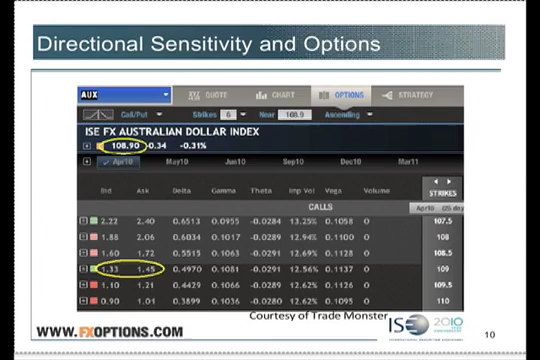 Directional Sensitivity and Options
AUX
QUOTE CHART OPTIONS STRATEGY
Call/Put Strikes 6 Near 108.9 Ascending
ISE FX AUSTRALIAN DOLLAR INDEX
108.90 -0.34 -0.31%
Apr10 May10 Jun10 Sep10 Dec10 Mar11
Bid Ask Delta Gamma Theta Imp Vol Vega Volume STRIKES
CALLS Apr10
2.22 2.40 0.6513 0.0955 -0.0284 13.25% 0.1058 0 107.5
1.88 2.06 0.6034 0.1017 -0.0289 12.94% 0.1100 0 108
1.60 1.72 0.5515 0.1063 -0.0291 12.69% 0.1128 0 108.5
1.33 1.45 0.4970 0.1081 -0.0291 12.56% 0.1137 0 109
1.10 1.21 0.4429 0.1066 -0.0289 12.62% 0.1128 0 109.5
0.90 1.01 0.3899 0.1036 -0.0280 12.62% 0.1095 0 110
Courtesy of Trade Monster
WWW.FXOPTIONS.COM
ISE 2010
10